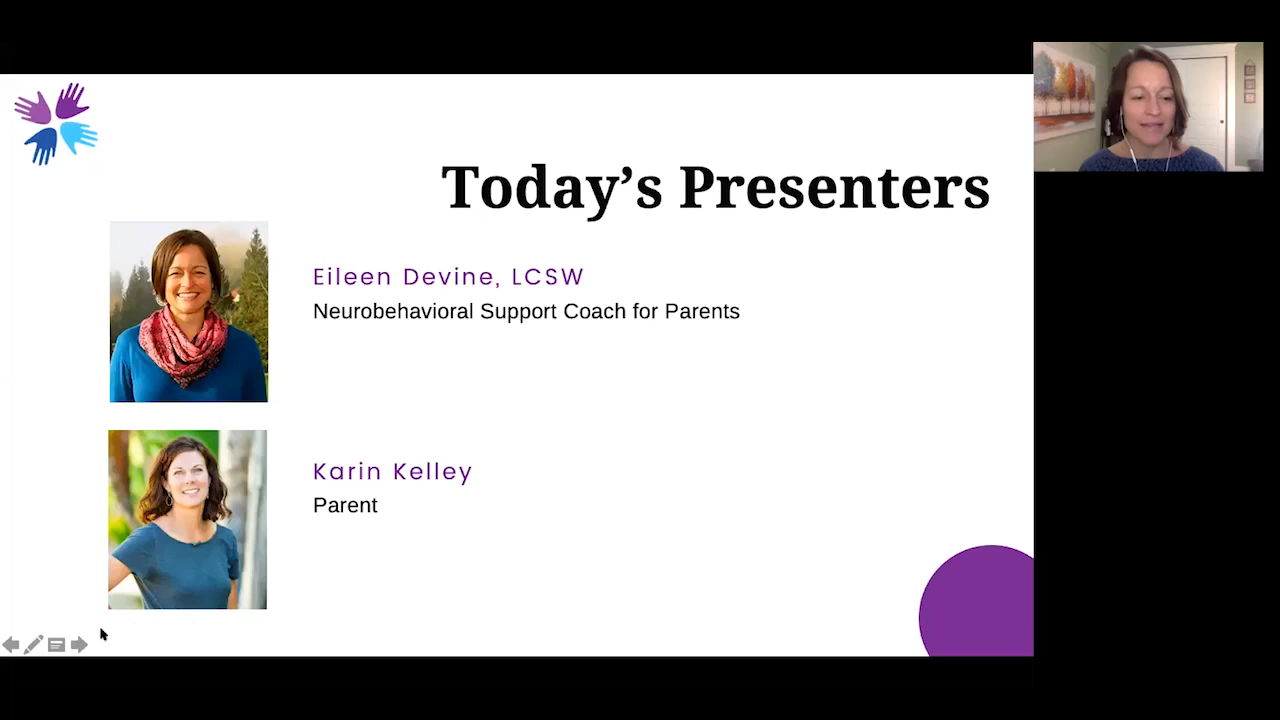 Today’s Presenters
Eileen Devine, LCSW
Neurobehavioral Support Coach for Parents
Karin Kelley
Parent